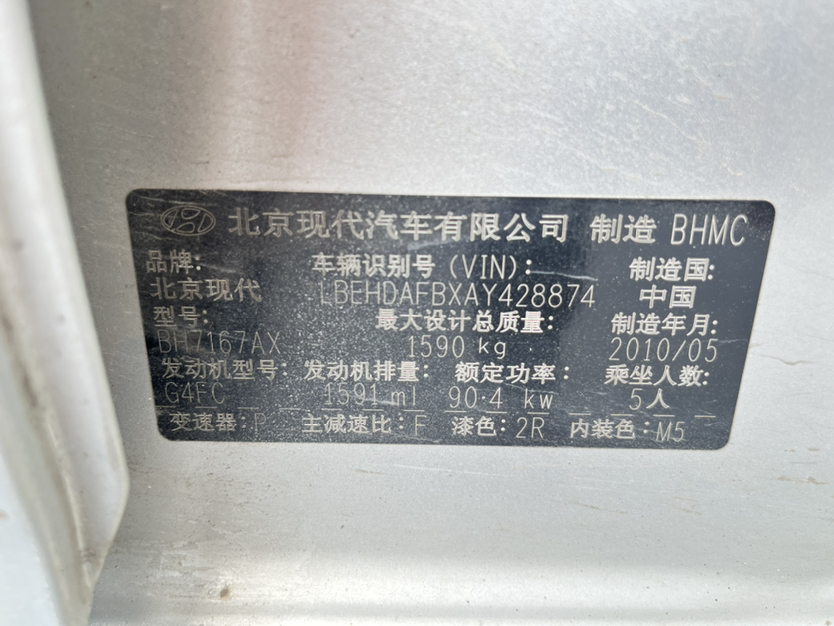 北京现代汽车有限公司 制造 BHMC
品牌: 车辆识别号 (VIN): 制造国:
北京现代 LBEHDAFBXAY428874 中国
型号: 最大设计总质量: 制造年月:
BH7167AX 1590 kg 2010/05
发动机型号: 发动机排量: 额定功率: 乘坐人数:
G4FC 1591 ml 90.4 kw 5人
变速器: P 主减速比: F 漆色: 2R 内装色: M5